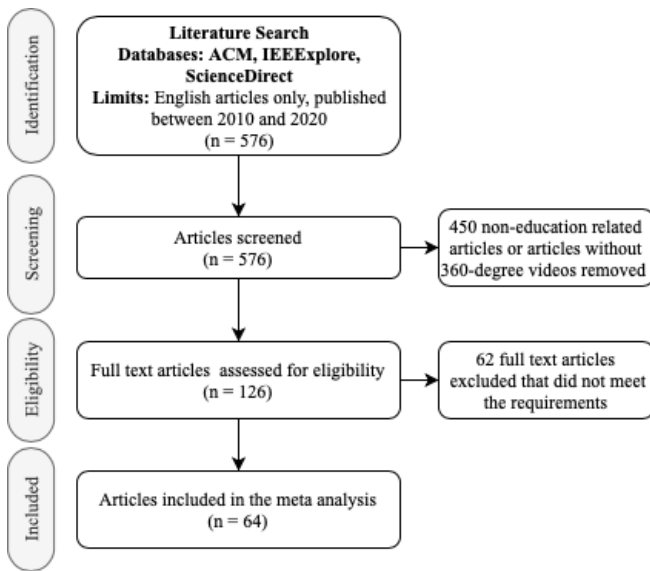 Identification
Literature Search
Databases: ACM, IEEExplore,
ScienceDirect
Limits: English articles only, published
between 2010 and 2020
(n = 576)
Screening
Articles screened
(n = 576)
450 non-education related
articles or articles without
360-degree videos removed
Eligibility
Full text articles assessed for eligibility
(n = 126)
62 full text articles
excluded that did not meet
the requirements
Included
Articles included in the meta analysis
(n = 64)